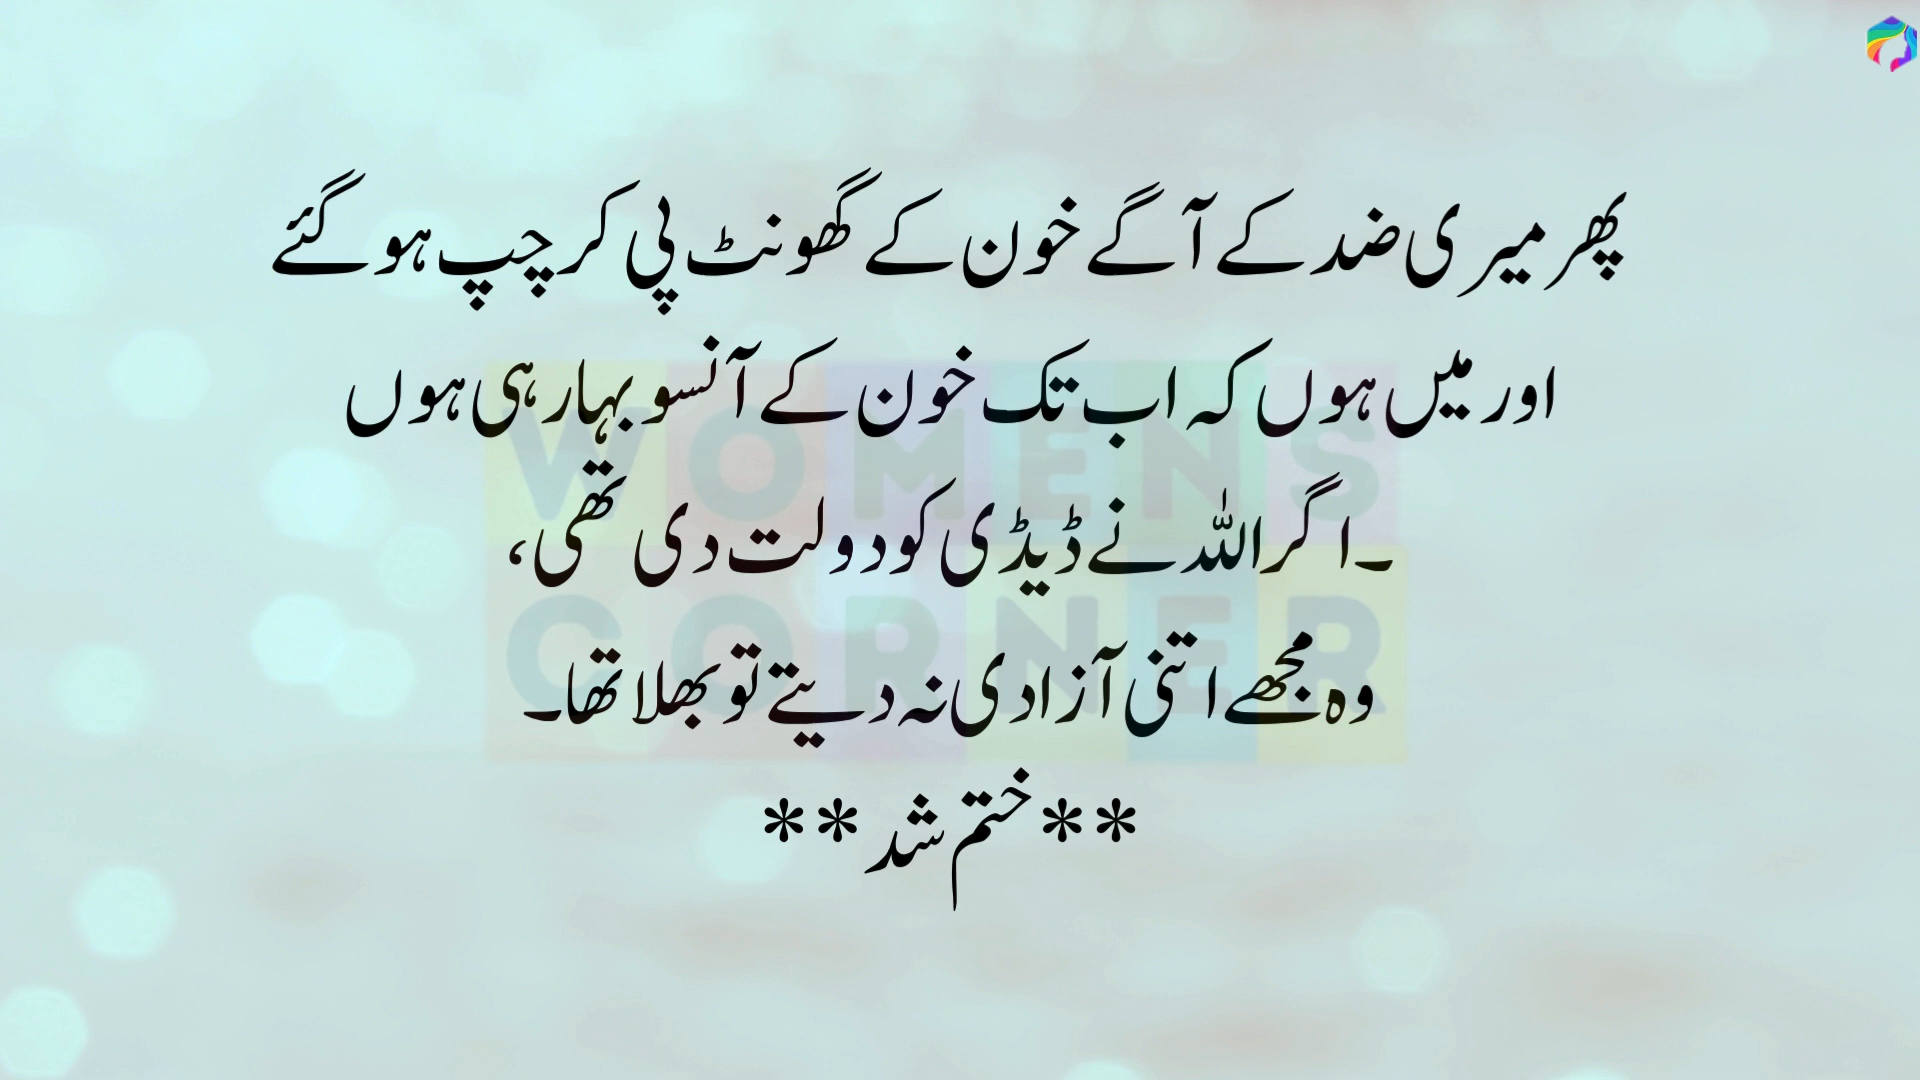 پھر میری ضد کے آگے خون کے گھونٹ پی کر چپ ہو گئے
اور میں ہوں کہ اب تک خون کے آنسو بہا رہی ہوں
۔اگر اللہ نے ڈیڈی کو دولت دی تھی،
وہ مجھے اتنی آزادی نہ دیتے تو بھلا تھا۔
**ختم شد**
WOMENS
CORNER